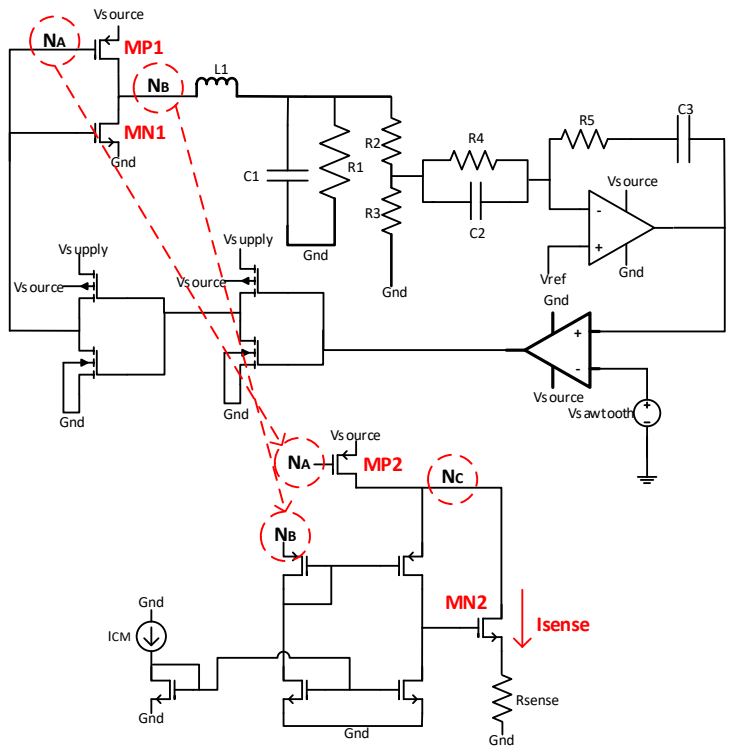 Vsource
NA
MP1
NB
L1
MN1
Gnd
C1
R1
R2
R3
R4
C2
R5
C3
Vsource
-
+
Gnd
Vref
Gnd
Gnd
Vsupply
Vsource
Gnd
Vsupply
Vsource
Gnd
Gnd
+
-
Vsource
Vsawtooth
+
-
Vsource
NA
MP2
NC
NB
MN2
Isense
Gnd
ICM
Gnd
Gnd
Rsense
Gnd